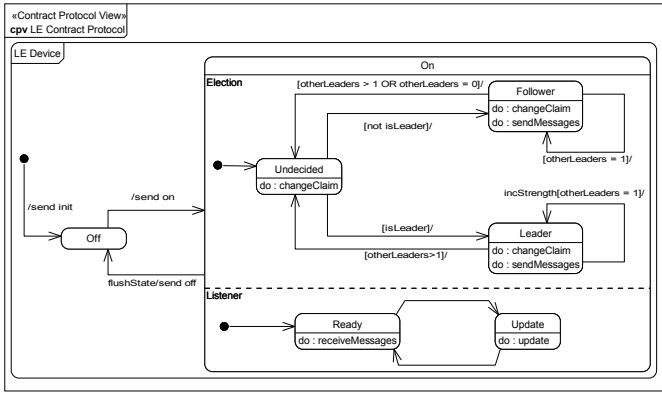 «Contract Protocol View»
cpv LE Contract Protocol
LE Device
On
Election
[otherLeaders > 1 OR otherLeaders = 0]/
Follower
do : changeClaim
do : sendMessages
[not isLeader]/
[otherLeaders = 1]/
Undecided
do : changeClaim
/send init
/send on
incStrength[otherLeaders = 1]/
Off
[isLeader]/
Leader
do : changeClaim
do : sendMessages
[otherLeaders>1]/
flushState/send off
Listener
Ready
do : receiveMessages
Update
do : update